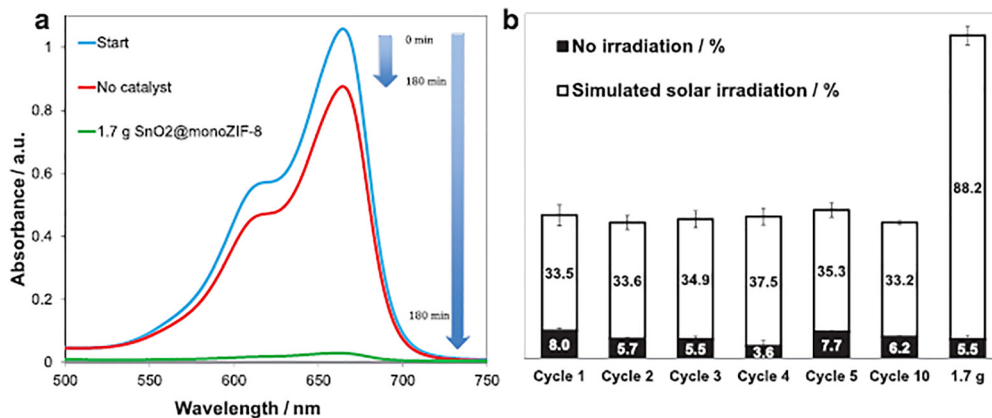 a
1
0.8
0.6
0.4
0.2
0
Absorbance / a.u.
Start
No catalyst
1.7 g SnO2@monoZIF-8
0 min
180 min
180 min
500 550 600 650 700 750
Wavelength / nm
b
No irradiation / %
Simulated solar irradiation / %
33.5 33.6 34.9 37.5 35.3 33.2 88.2
8.0 5.7 5.5 3.6 7.7 6.2 5.5
Cycle 1 Cycle 2 Cycle 3 Cycle 4 Cycle 5 Cycle 10 1.7 g